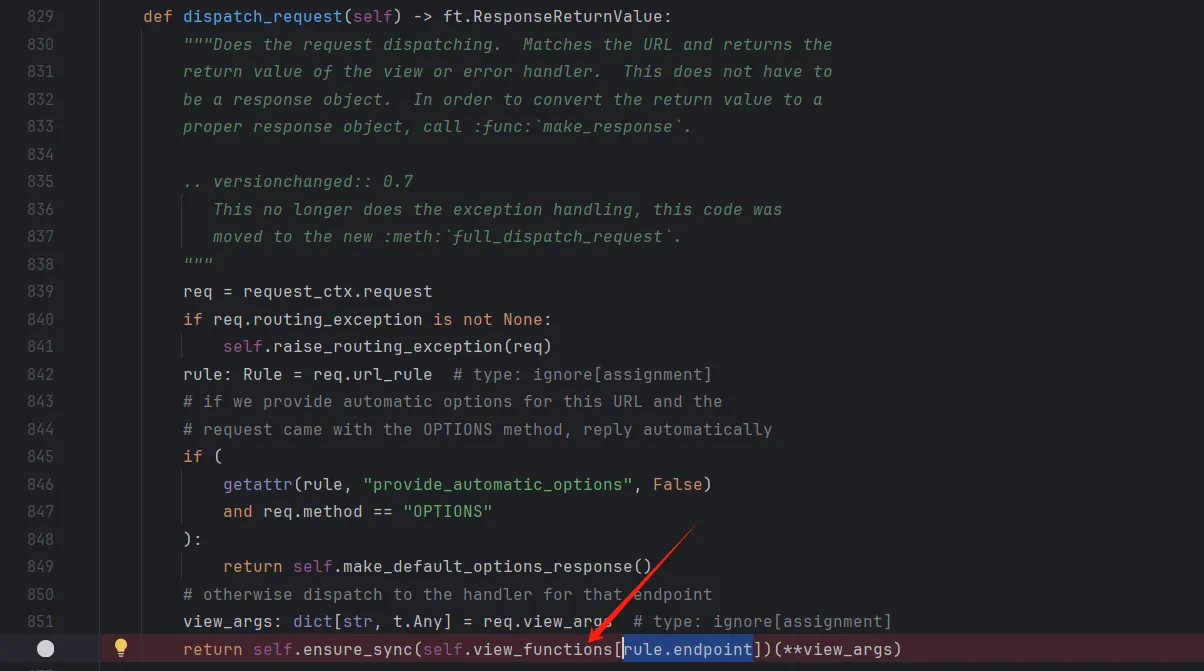 829 def dispatch_request(self) -> ft.ResponseReturnValue:
830 """Does the request dispatching.  Matches the URL and returns the
831 return value of the view or error handler.  This does not have to
832 be a response object.  In order to convert the return value to a
833 proper response object, call :func:`make_response`.
834
835 .. versionchanged:: 0.7
836 This no longer does the exception handling, this code was
837 moved to the new :meth:`full_dispatch_request`.
838 """
839 req = request_ctx.request
840 if req.routing_exception is not None:
841 self.raise_routing_exception(req)
842 rule: Rule = req.url_rule  # type: ignore[assignment]
843 # if we provide automatic options for this URL and the
844 # request came with the OPTIONS method, reply automatically
845 if (
846 getattr(rule, "provide_automatic_options", False)
847 and req.method == "OPTIONS"
848 ):
849 return self.make_default_options_response()
850 # otherwise dispatch to the handler for that endpoint
851 view_args: dict[str, t.Any] = req.view_args  # type: ignore[assignment]
return self.ensure_sync(self.view_functions[rule.endpoint])(**view_args)